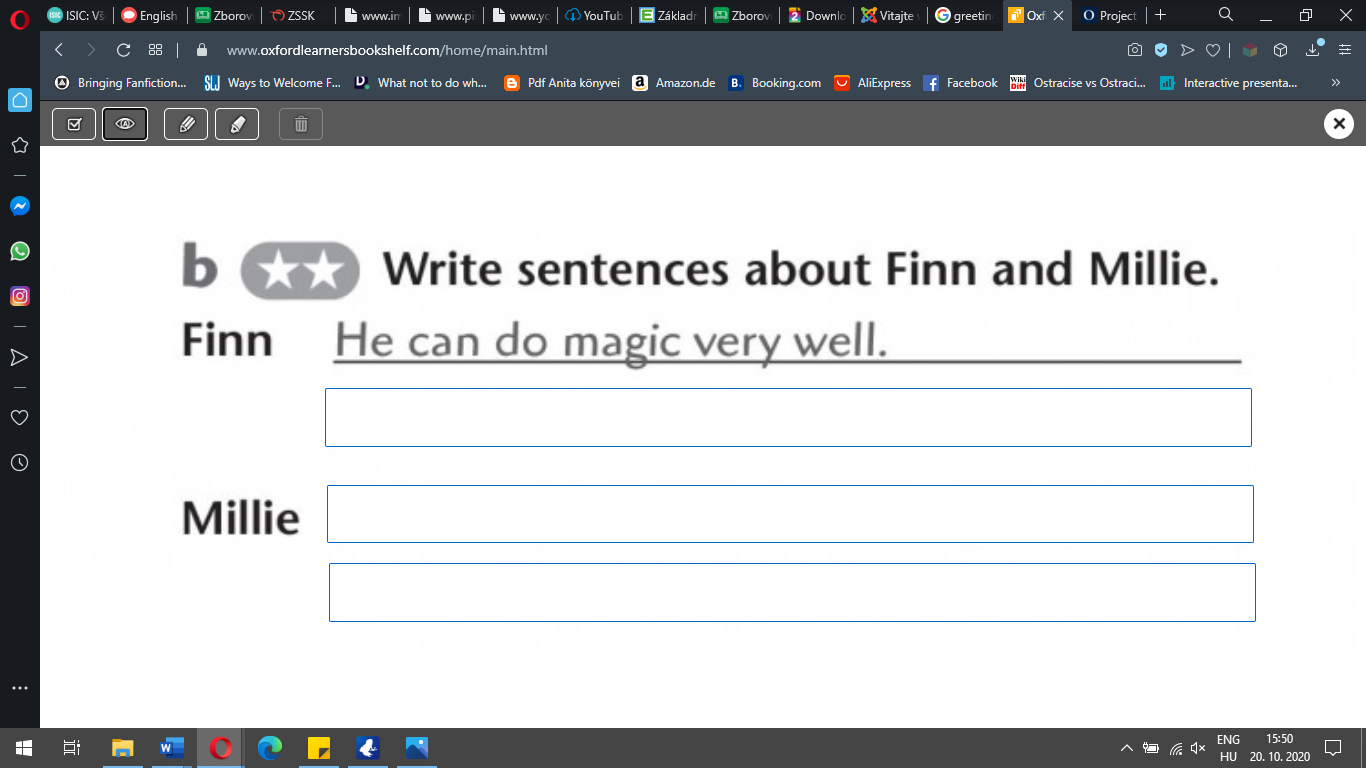 ISIC: VŠ
English
Zborov
ZSSK
www.im
www.pi
www.yo
YouTub
Základn
Zborov
Downlo
Vitajte v
greetin
Oxf
Project
www.oxfordlearnersbookshelf.com/home/main.html
Bringing Fanfiction...
Ways to Welcome F...
What not to do wh...
Pdf Anita könyvei
Amazon.de
Booking.com
AliExpress
Facebook
Ostracise vs Ostraci...
Interactive presenta...
b Write sentences about Finn and Millie.
Finn He can do magic very well.
Millie
ENG 15:50
HU 20. 10. 2020